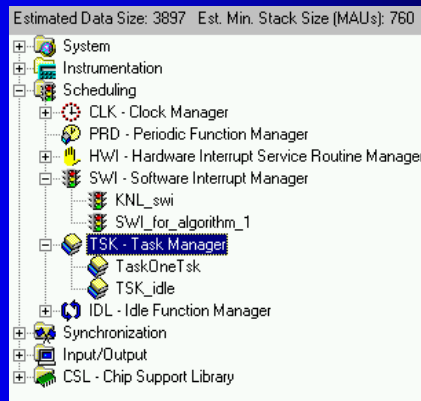 Estimated Data Size: 3897 Est. Min. Stack Size (MAUs): 760
System
Instrumentation
Scheduling
CLK - Clock Manager
PRD - Periodic Function Manager
HWI - Hardware Interrupt Service Routine Manager
SWI - Software Interrupt Manager
KNL_swi
SWI_for_algorithm_1
TSK - Task Manager
TaskOneTsk
TSK_idle
IDL - Idle Function Manager
Synchronization
Input/Output
CSL - Chip Support Library